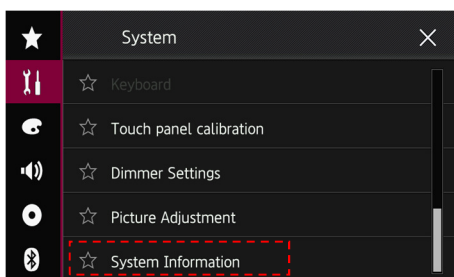 System
Keyboard
Touch panel calibration
Dimmer Settings
Picture Adjustment
System Information